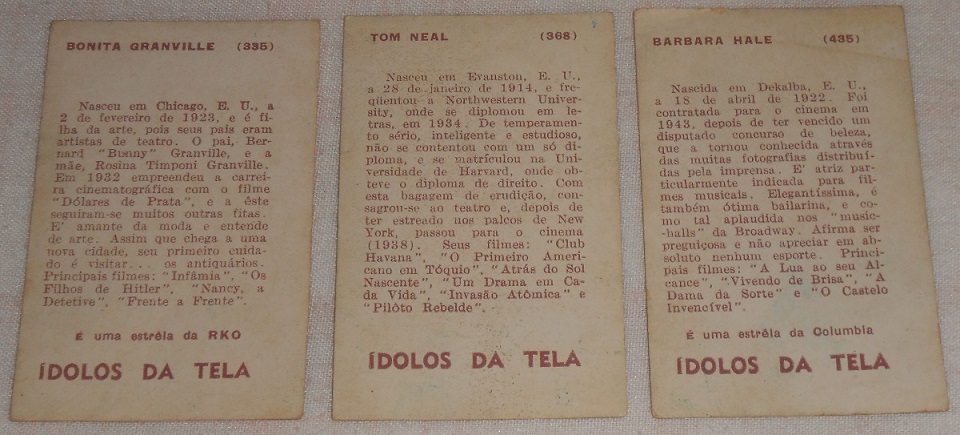 BONITA GRANVILLE (335)
Nasceu em Chicago, E. U., a
2 de fevereiro de 1923, e é fi-
lha da arte, pois seus pais eram
artistas de teatro. O pai, Ber-
nard "Bunny" Granville, e a
mãe, Rosina Timponi Granville.
Em 1932 empreendeu a carrei-
ra cinematográfica com o filme
"Dólares de Prata", e a êste
seguiram-se muitos outras fitas.
E' amante da moda e entende
de arte. Assim que chega a uma
nova cidade, seu primeiro cuida-
do é visitar... os antiquários.
Principais filmes: "Infâmia", "Os
Filhos de Hitler", "Nancy, a
Detetive", "Frente a Frente".
É uma estrêla da RKO
ÍDOLOS DA TELA
TOM NEAL (368)
Nasceu em Evanston, E. U.,
a 28 de janeiro de 1914, e fre-
qüentou a Northwestern Univer-
sity, onde se diplomou em le-
tras, em 1934. De temperamen-
to sério, inteligente e estudioso,
não se contentou com um só di-
ploma, e se matriculou na Uni-
versidade de Harvard, onde ob-
teve o diploma de direito. Com
esta bagagem de erudição, con-
sagrou-se ao teatro e, depois de
ter estreado nos palcos de New
York, passou para o cinema
(1938). Seus filmes: "Club
Havana", "O Primeiro Ameri-
cano em Tóquio", "Atrás do Sol
Nascente", "Um Drama em Ca-
da Vida", "Invasão Atômica" e
"Pilôto Rebelde".
ÍDOLOS DA TELA
BARBARA HALE (435)
Nascida em Dekalba, E. U.,
a 18 de abril de 1922. Foi
contratada para o cinema em
1943, depois de ter vencido um
disputado concurso de beleza,
que a tornou conhecida através
das muitas fotografias distribuí-
das pela imprensa. E' atriz par-
ticularmente indicada para fil-
mes musicais. Elegantíssima, é
também ótima bailarina, e co-
mo tal aplaudida nos "music-
-halls" da Broadway. Afirma ser
preguiçosa e não apreciar em ab-
soluto nenhum esporte. Princi-
pais filmes: "A Lua ao seu Al-
cance", "Vivendo de Brisa", "A
Dama da Sorte" e "O Castelo
Invencível".
É uma estrêla da Columbia
ÍDOLOS DA TELA